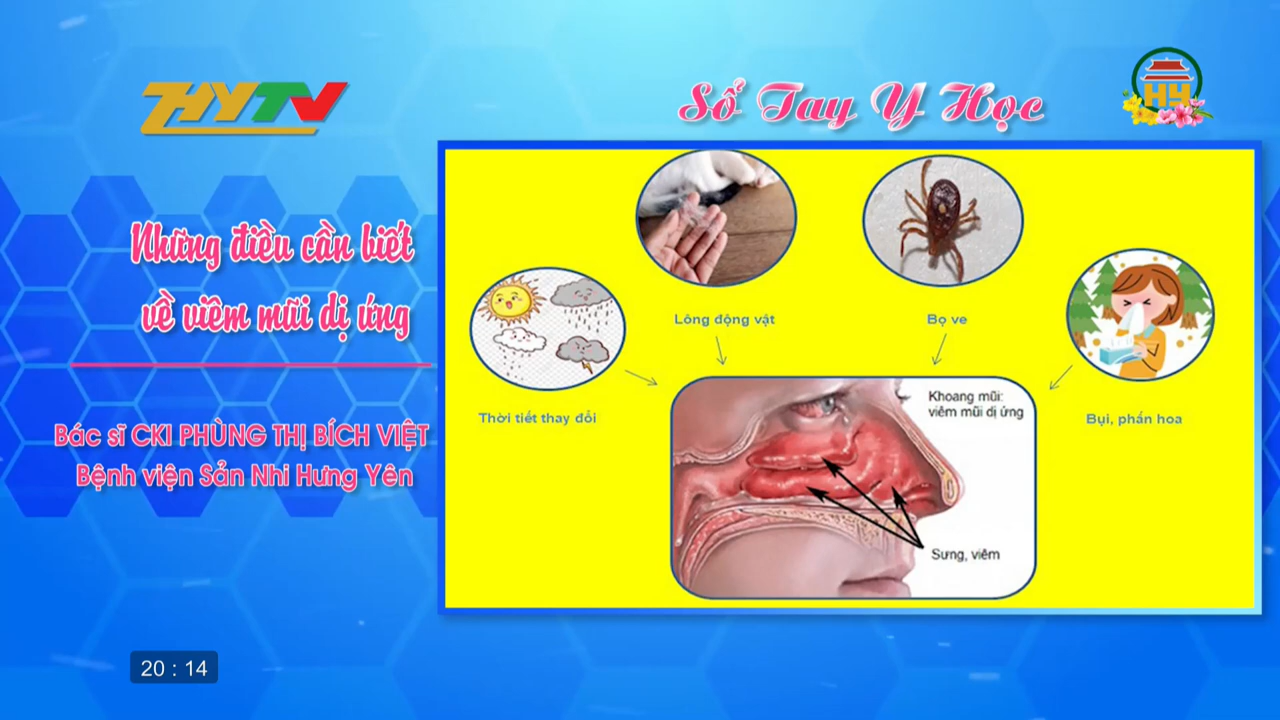 HYTV
Sổ Tay Y Học
HY
Những điều cần biết
về viêm mũi dị ứng
Bác sĩ CKI PHÙNG THỊ BÍCH VIỆT
Bệnh viện Sản Nhi Hưng Yên
Lông động vật
Bọ ve
Thời tiết thay đổi
Bụi, phấn hoa
Khoang mũi:
viêm mũi dị ứng
Sưng, viêm
20 : 14